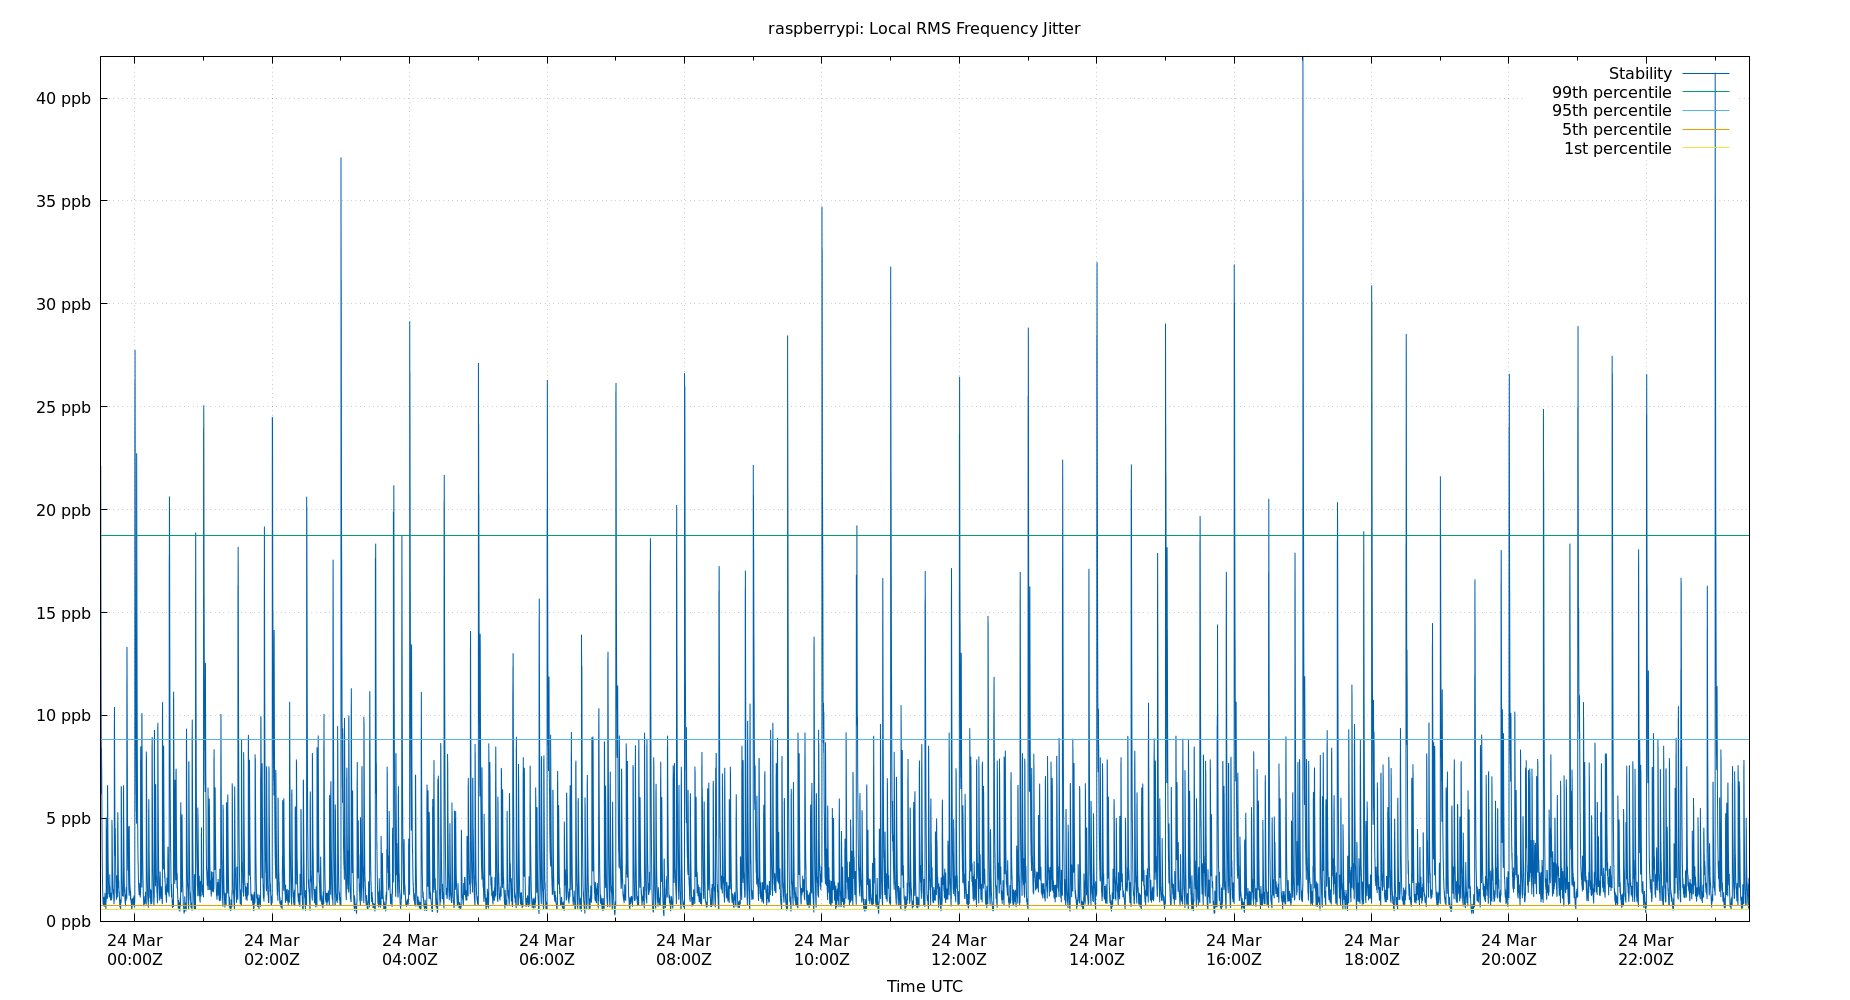 raspberrypi: Local RMS Frequency Jitter
Stability
99th percentile
95th percentile
5th percentile
1st percentile
40 ppb
35 ppb
30 ppb
25 ppb
20 ppb
15 ppb
10 ppb
5 ppb
0 ppb
24 Mar 24 Mar 24 Mar 24 Mar 24 Mar 24 Mar 24 Mar 24 Mar 24 Mar 24 Mar 24 Mar 24 Mar
00:00Z 02:00Z 04:00Z 06:00Z 08:00Z 10:00Z 12:00Z 14:00Z 16:00Z 18:00Z 20:00Z 22:00Z
Time UTC